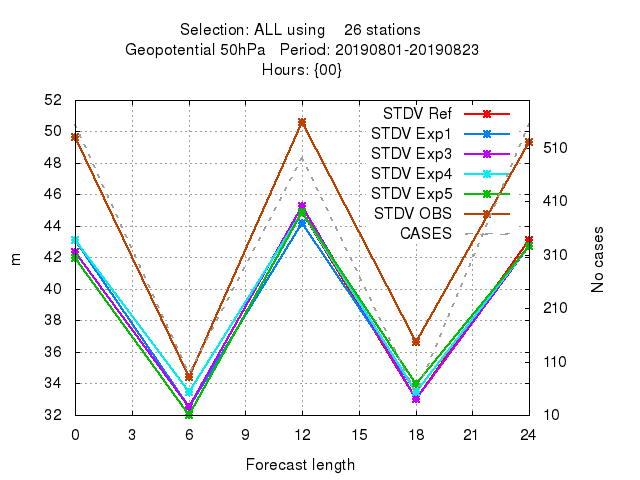 Selection: ALL using    26 stations
Geopotential 50hPa   Period: 20190801-20190823
Hours: {00}
52
50
48
46
44
42
40
38
36
34
32
m
STDV Ref
STDV Exp1
STDV Exp3
STDV Exp4
STDV Exp5
STDV OBS
CASES
510
410
310
210
110
10
No cases
0 3 6 9 12 15 18 21 24
Forecast length